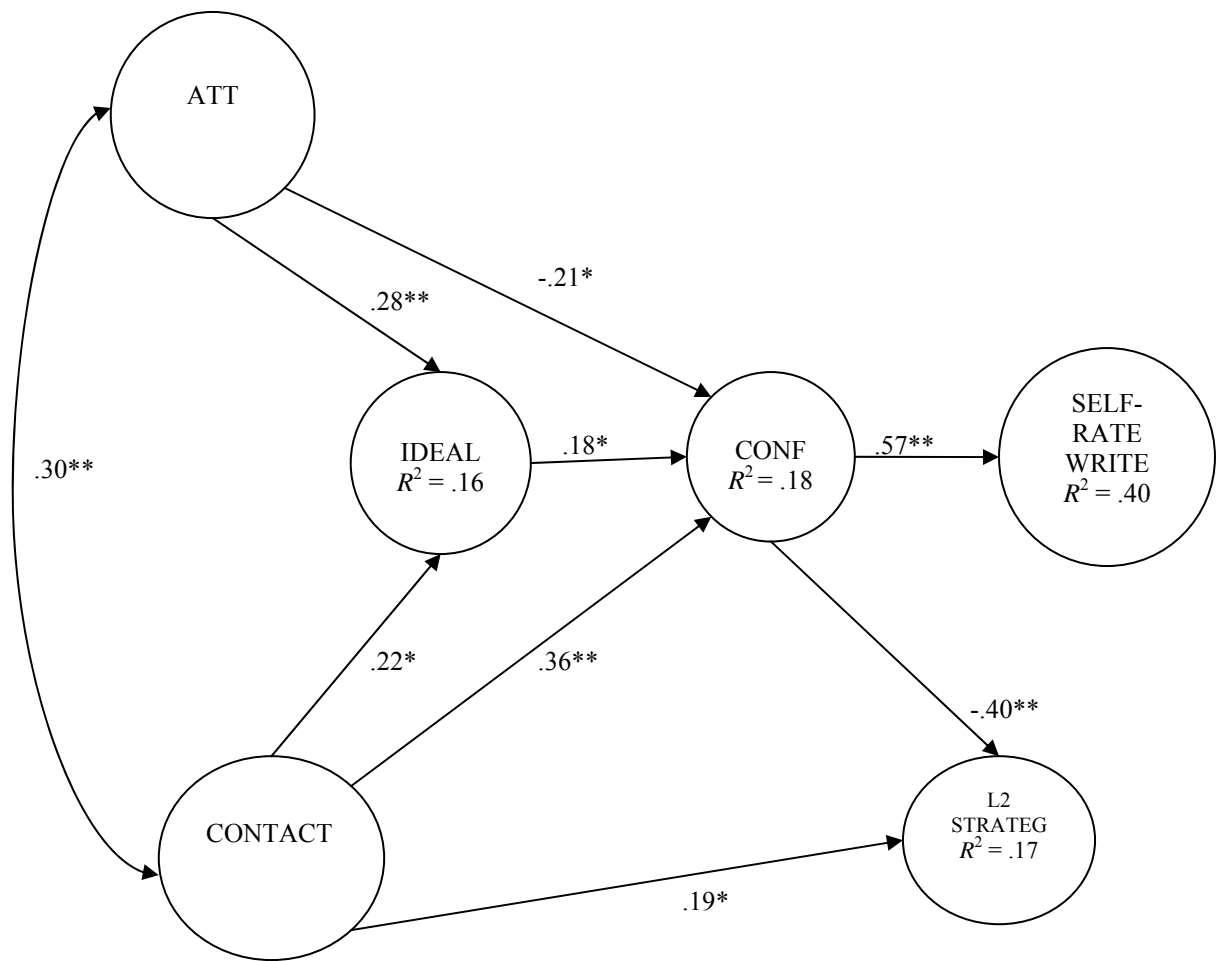 ATT
-.21*
.28**
.30**
IDEAL
R² = .16
.18*
CONF
R² = .18
.57**
SELF-
RATE
WRITE
R² = .40
.22*
.36**
-.40**
CONTACT
L2
STRATEG
R² = .17
.19*